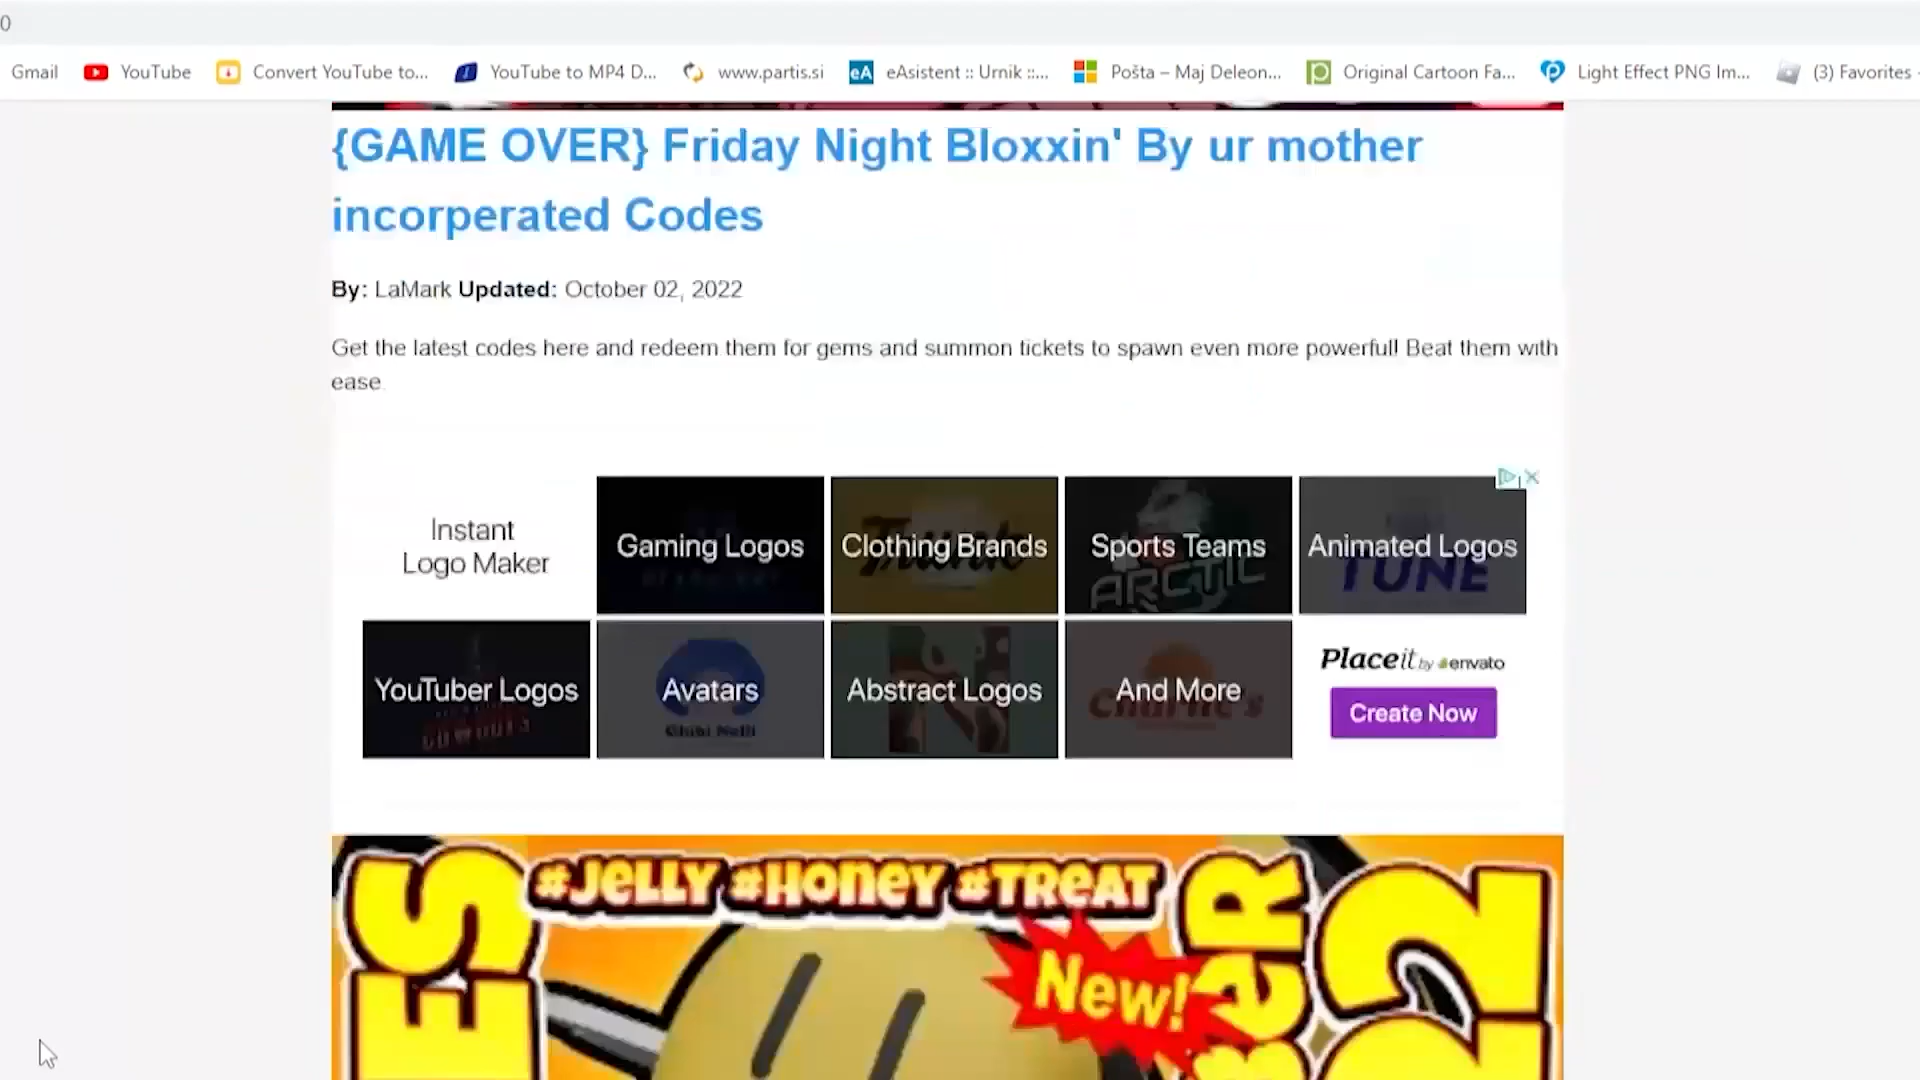 0
Gmail YouTube Convert YouTube to... YouTube to MP4 D... www.partis.si eA eAsistent :: Urnik ::... Pošta – Maj Deleon... Original Cartoon Fa... Light Effect PNG Im... (3) Favorites
{GAME OVER} Friday Night Bloxxin' By ur mother
incorperated Codes
By: LaMark Updated: October 02, 2022
Get the latest codes here and redeem them for gems and summon tickets to spawn even more powerful! Beat them with
ease
Instant
Logo Maker
Gaming Logos
Clothing Brands
Sports Teams
ARCTIC
Animated Logos
TUNE
YouTuber Logos
Avatars
Abstract Logos
And More
Placeit by envato
Create Now
#JELLY #HONEY #TREAT
New!